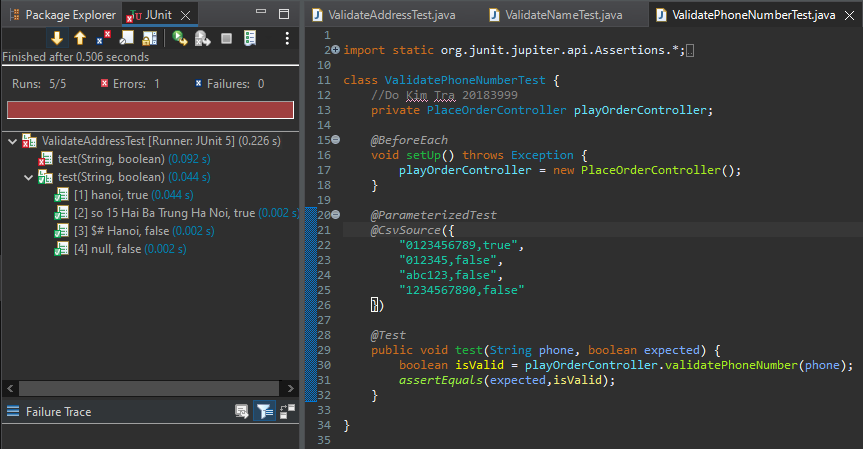 Package Explorer JUnit
Finished after 0.506 seconds
Runs: 5/5 Errors: 1 Failures: 0
ValidateAddressTest [Runner: JUnit 5] (0.226 s)
test(String, boolean) (0.092 s)
test(String, boolean) (0.044 s)
[1] hanoi, true (0.044 s)
[2] so 15 Hai Ba Trung Ha Noi, true (0.002 s)
[3] $# Hanoi, false (0.002 s)
[4] null, false (0.002 s)
Failure Trace
ValidateAddressTest.java ValidateNameTest.java ValidatePhoneNumberTest.java
1
2 import static org.junit.jupiter.api.Assertions.*;
10
11 class ValidatePhoneNumberTest {
12 //Do Kim Tra 20183999
13 private PlaceOrderController playOrderController;
14
15 @BeforeEach
16 void setUp() throws Exception {
17 playOrderController = new PlaceOrderController();
18 }
19
20 @ParameterizedTest
21 @CsvSource({
22 "0123456789,true",
23 "012345,false",
24 "abc123,false",
25 "1234567890,false"
26 })
27
28 @Test
29 public void test(String phone, boolean expected) {
30 boolean isValid = playOrderController.validatePhoneNumber(phone);
31 assertEquals(expected,isValid);
32 }
33
34 }
35